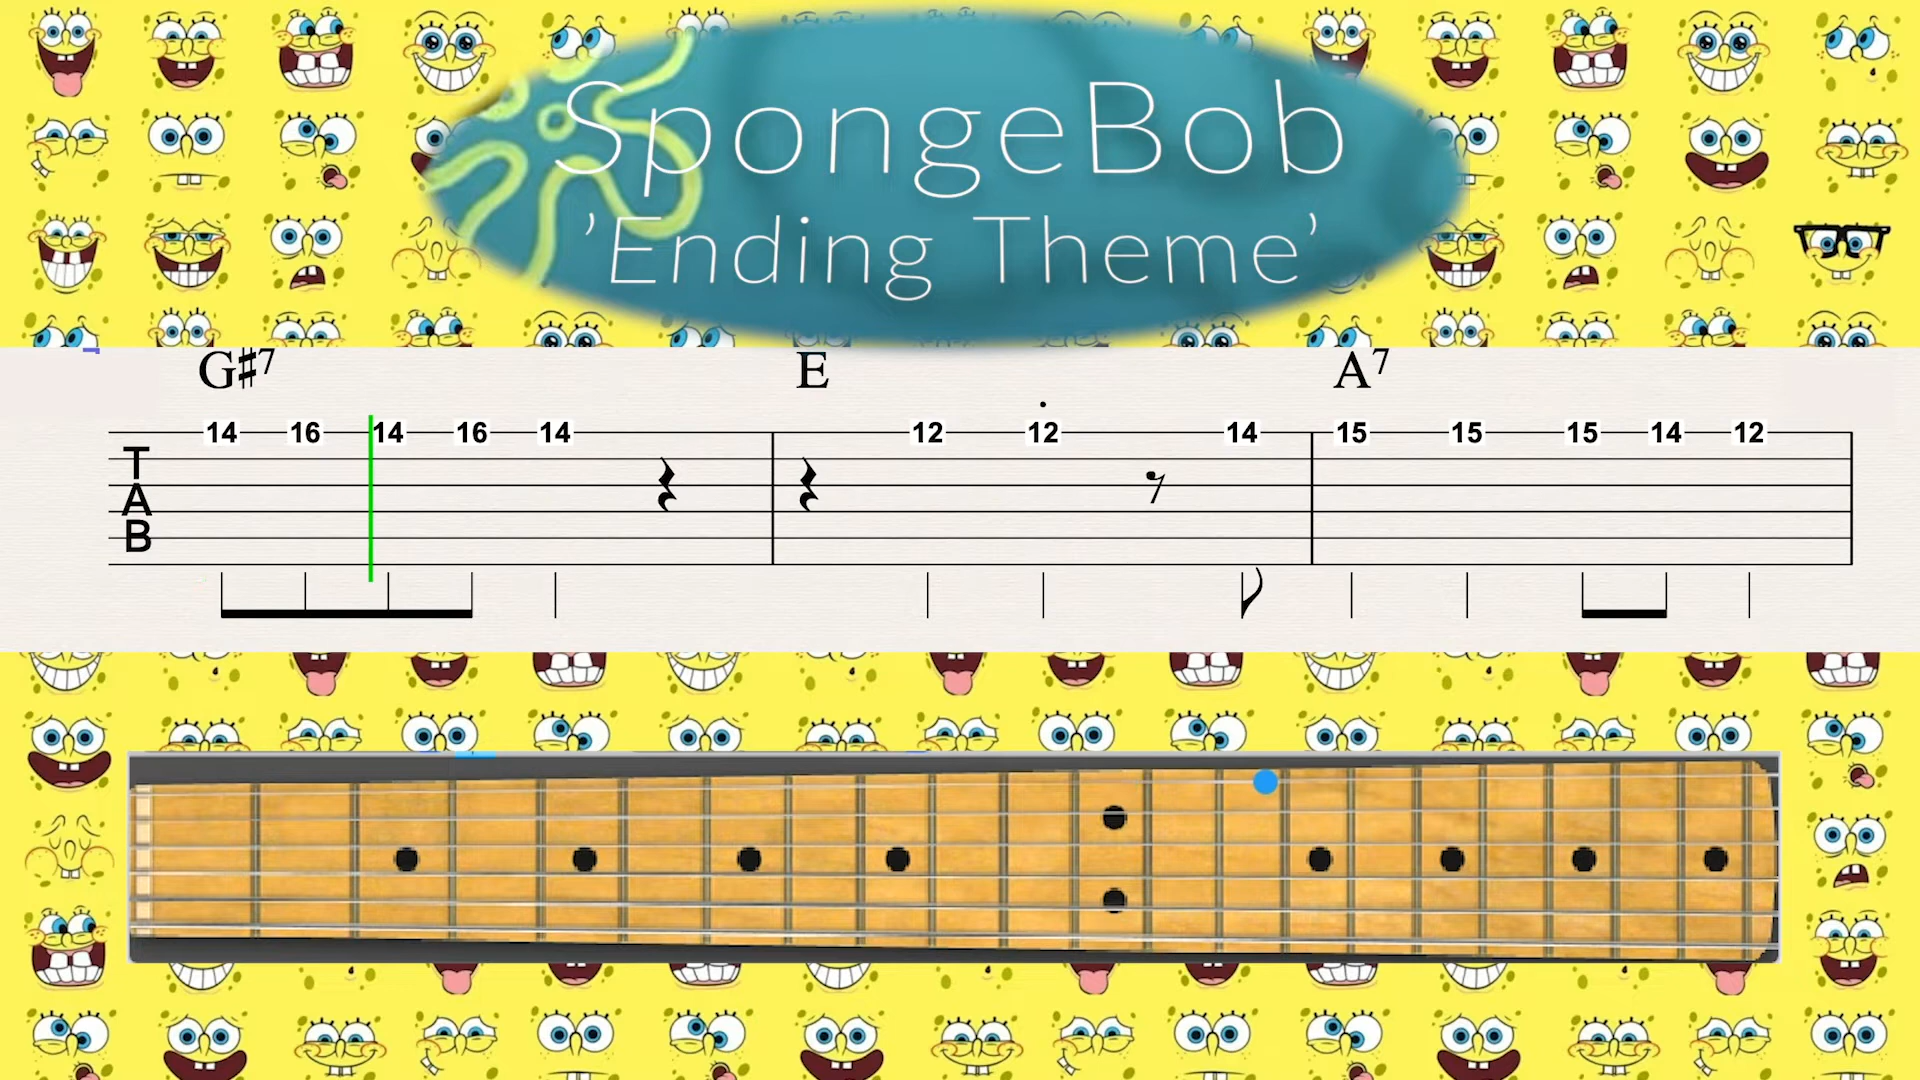 SpongeBob
’Ending Theme’
G♯7 E A7
14 16 14 16 14 12 12 14 15 15 15 14 12
T
A
B